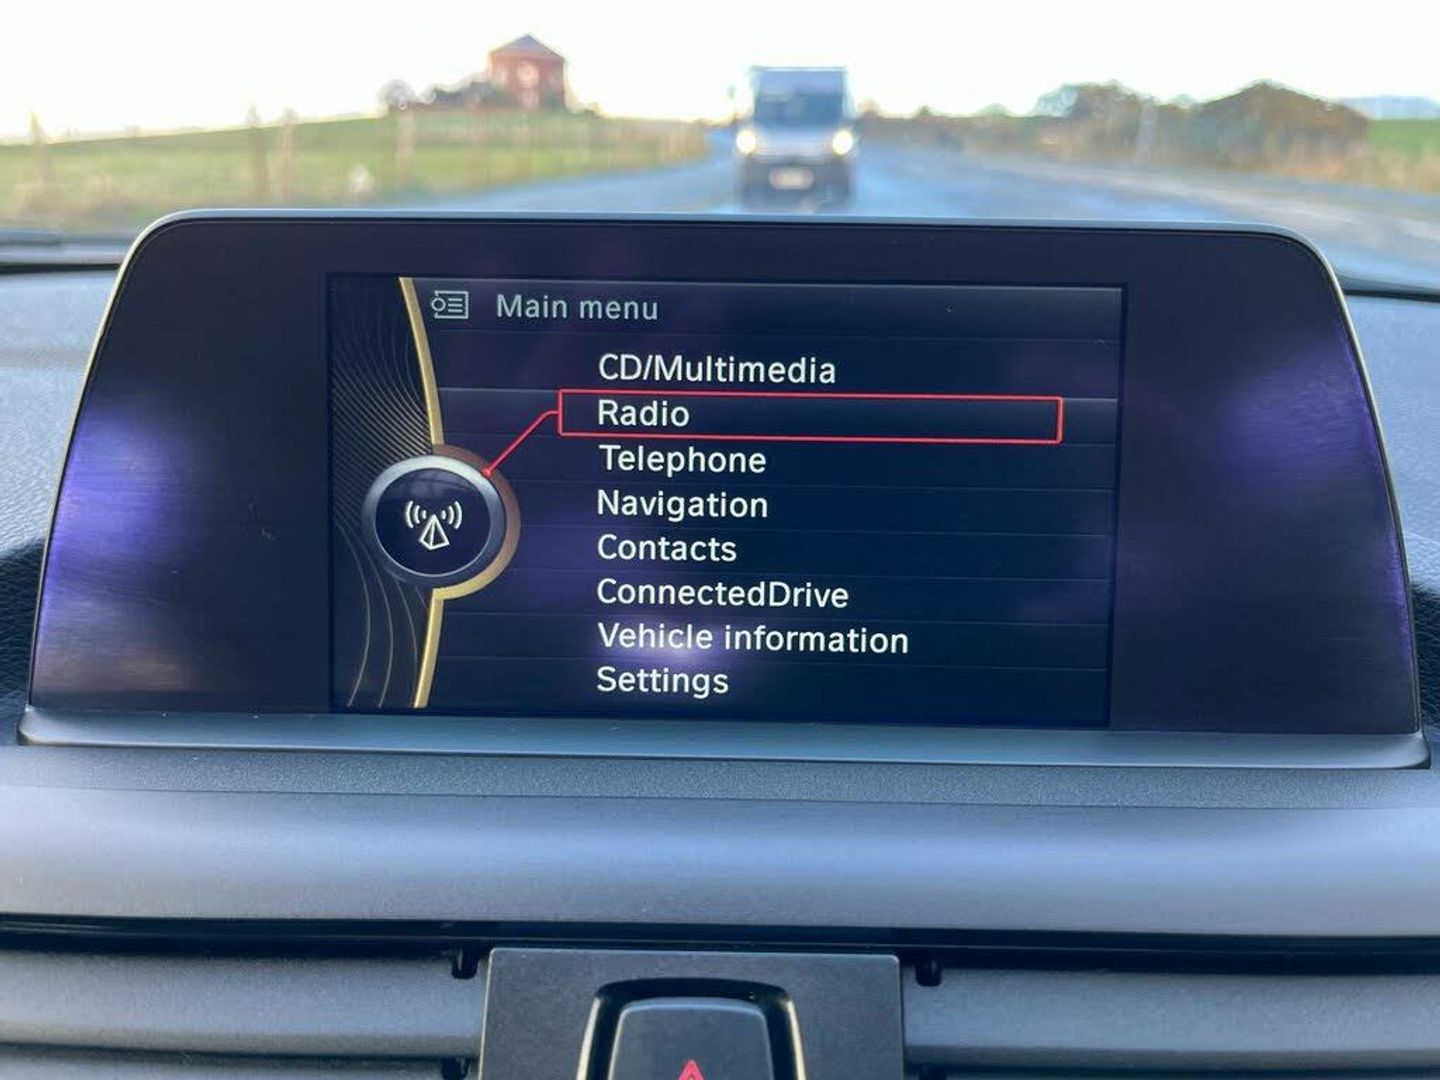 Main menu
CD/Multimedia
Radio
Telephone
Navigation
Contacts
ConnectedDrive
Vehicle information
Settings